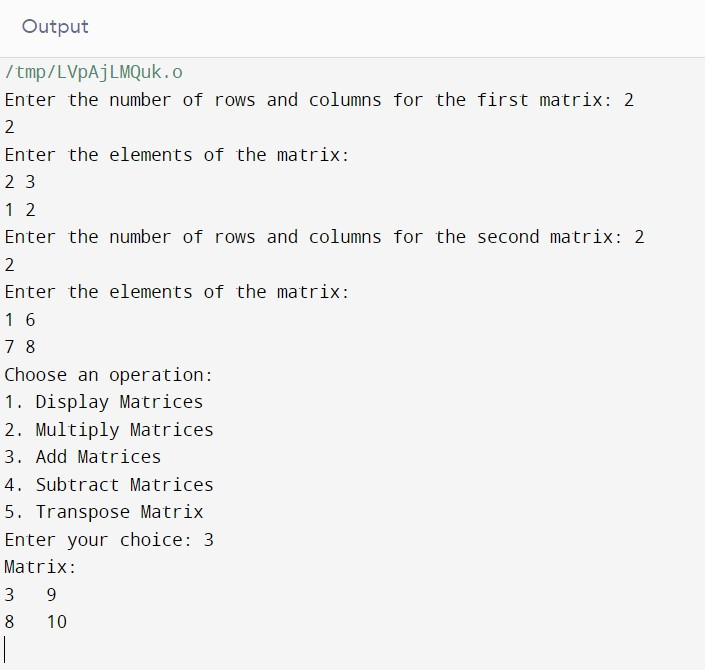 Output
/tmp/LVpAjLMQuk.o
Enter the number of rows and columns for the first matrix: 2
2
Enter the elements of the matrix:
2 3
1 2
Enter the number of rows and columns for the second matrix: 2
2
Enter the elements of the matrix:
1 6
7 8
Choose an operation:
1. Display Matrices
2. Multiply Matrices
3. Add Matrices
4. Subtract Matrices
5. Transpose Matrix
Enter your choice: 3
Matrix:
3   9
8   10